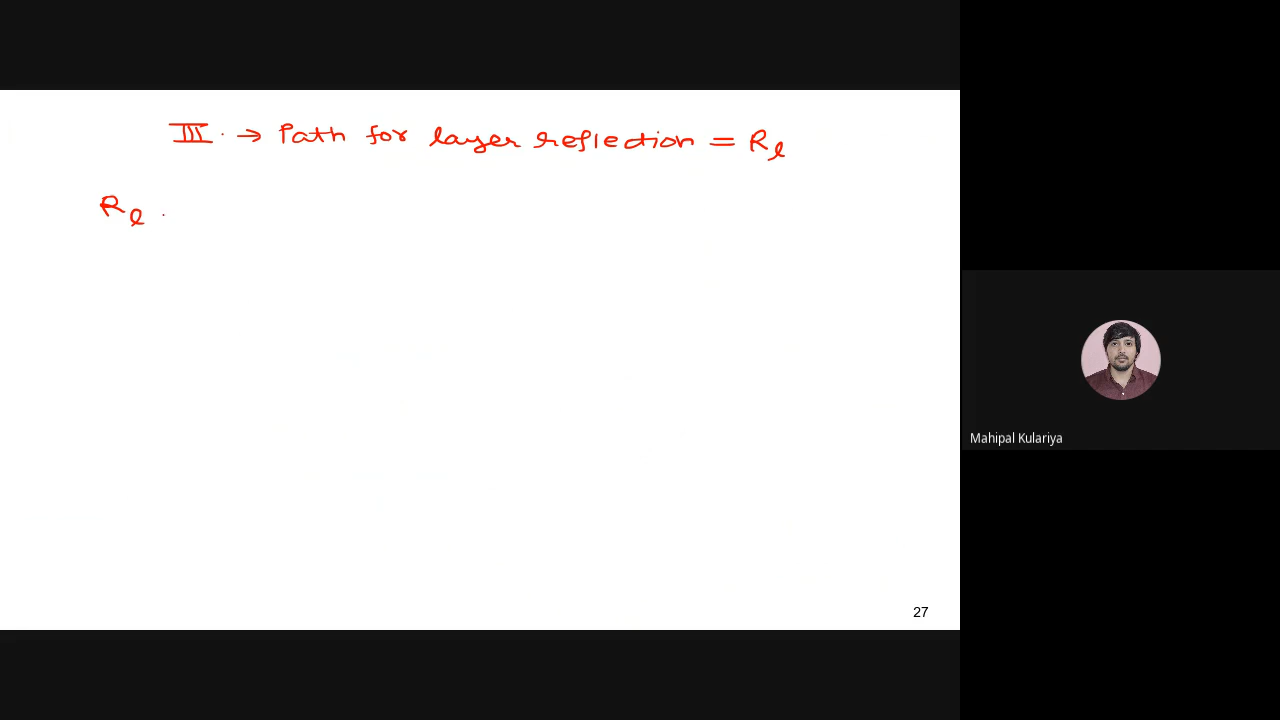 III. → Path for layer reflection = Rl
Rl .
Mahipal Kulariya
27